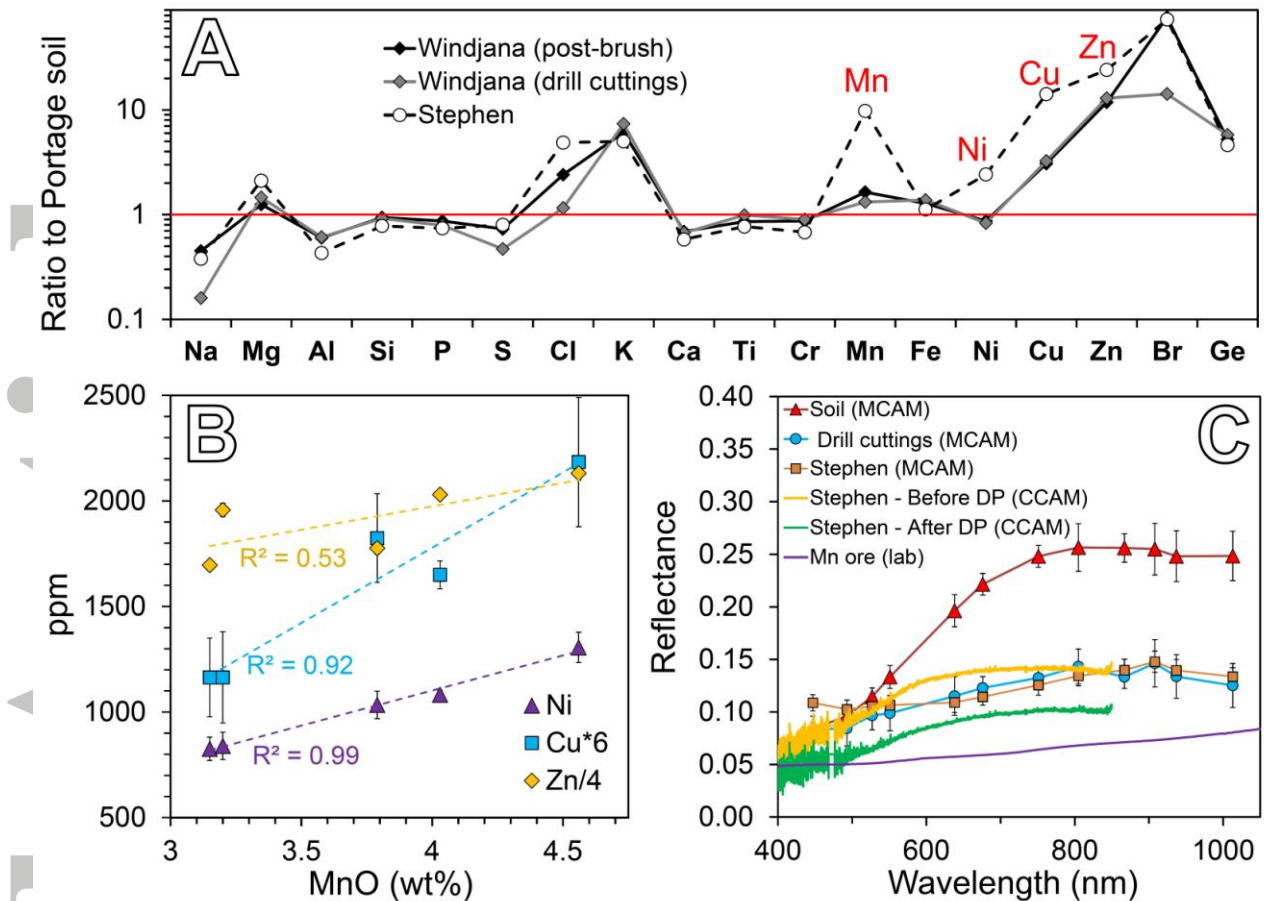 A
Windjana (post-brush)
Windjana (drill cuttings)
Stephen
Mn
Ni
Cu
Zn
Ratio to Portage soil
10
1
0.1
Na Mg Al Si P S Cl K Ca Ti Cr Mn Fe Ni Cu Zn Br Ge
B
2500
2000
1500
1000
500
ppm
R² = 0.53
R² = 0.92
R² = 0.99
Ni
Cu*6
Zn/4
3 3.5 4 4.5
MnO (wt%)
C
Soil (MCAM)
Drill cuttings (MCAM)
Stephen (MCAM)
Stephen - Before DP (CCAM)
Stephen - After DP (CCAM)
Mn ore (lab)
Reflectance
0.40
0.35
0.30
0.25
0.20
0.15
0.10
0.05
0.00
400 600 800 1000
Wavelength (nm)